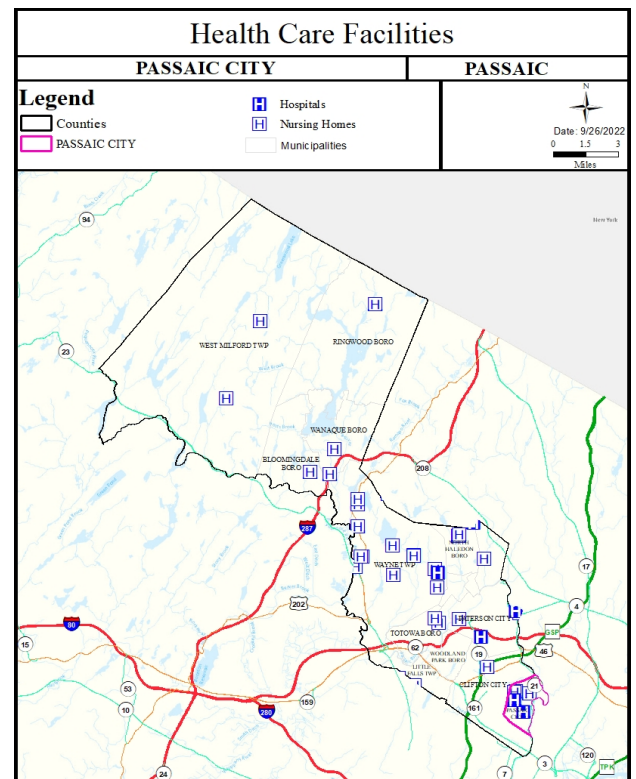 Health Care Facilities
PASSAIC CITY
PASSAIC
Legend
Counties
PASSAIC CITY
H Hospitals
H Nursing Homes
Municipalities
N
Date: 9/26/2022
0 1.5 3
Miles
New York
94
23
WEST MILFORD TWP
RINGWOOD BORO
WANAQUE BORO
BLOOMINGDALE
BORO
208
287
17
HALEDON
BORO
WAYNE TWP
202
4
80
TOTOWA BORO
GSP
15
62
WOODLAND
PARK BORO
19
46
LITTLE
FALLS TWP
CLIFTON CITY
21
53
10
159
161
280
24
7
3
120
TPK